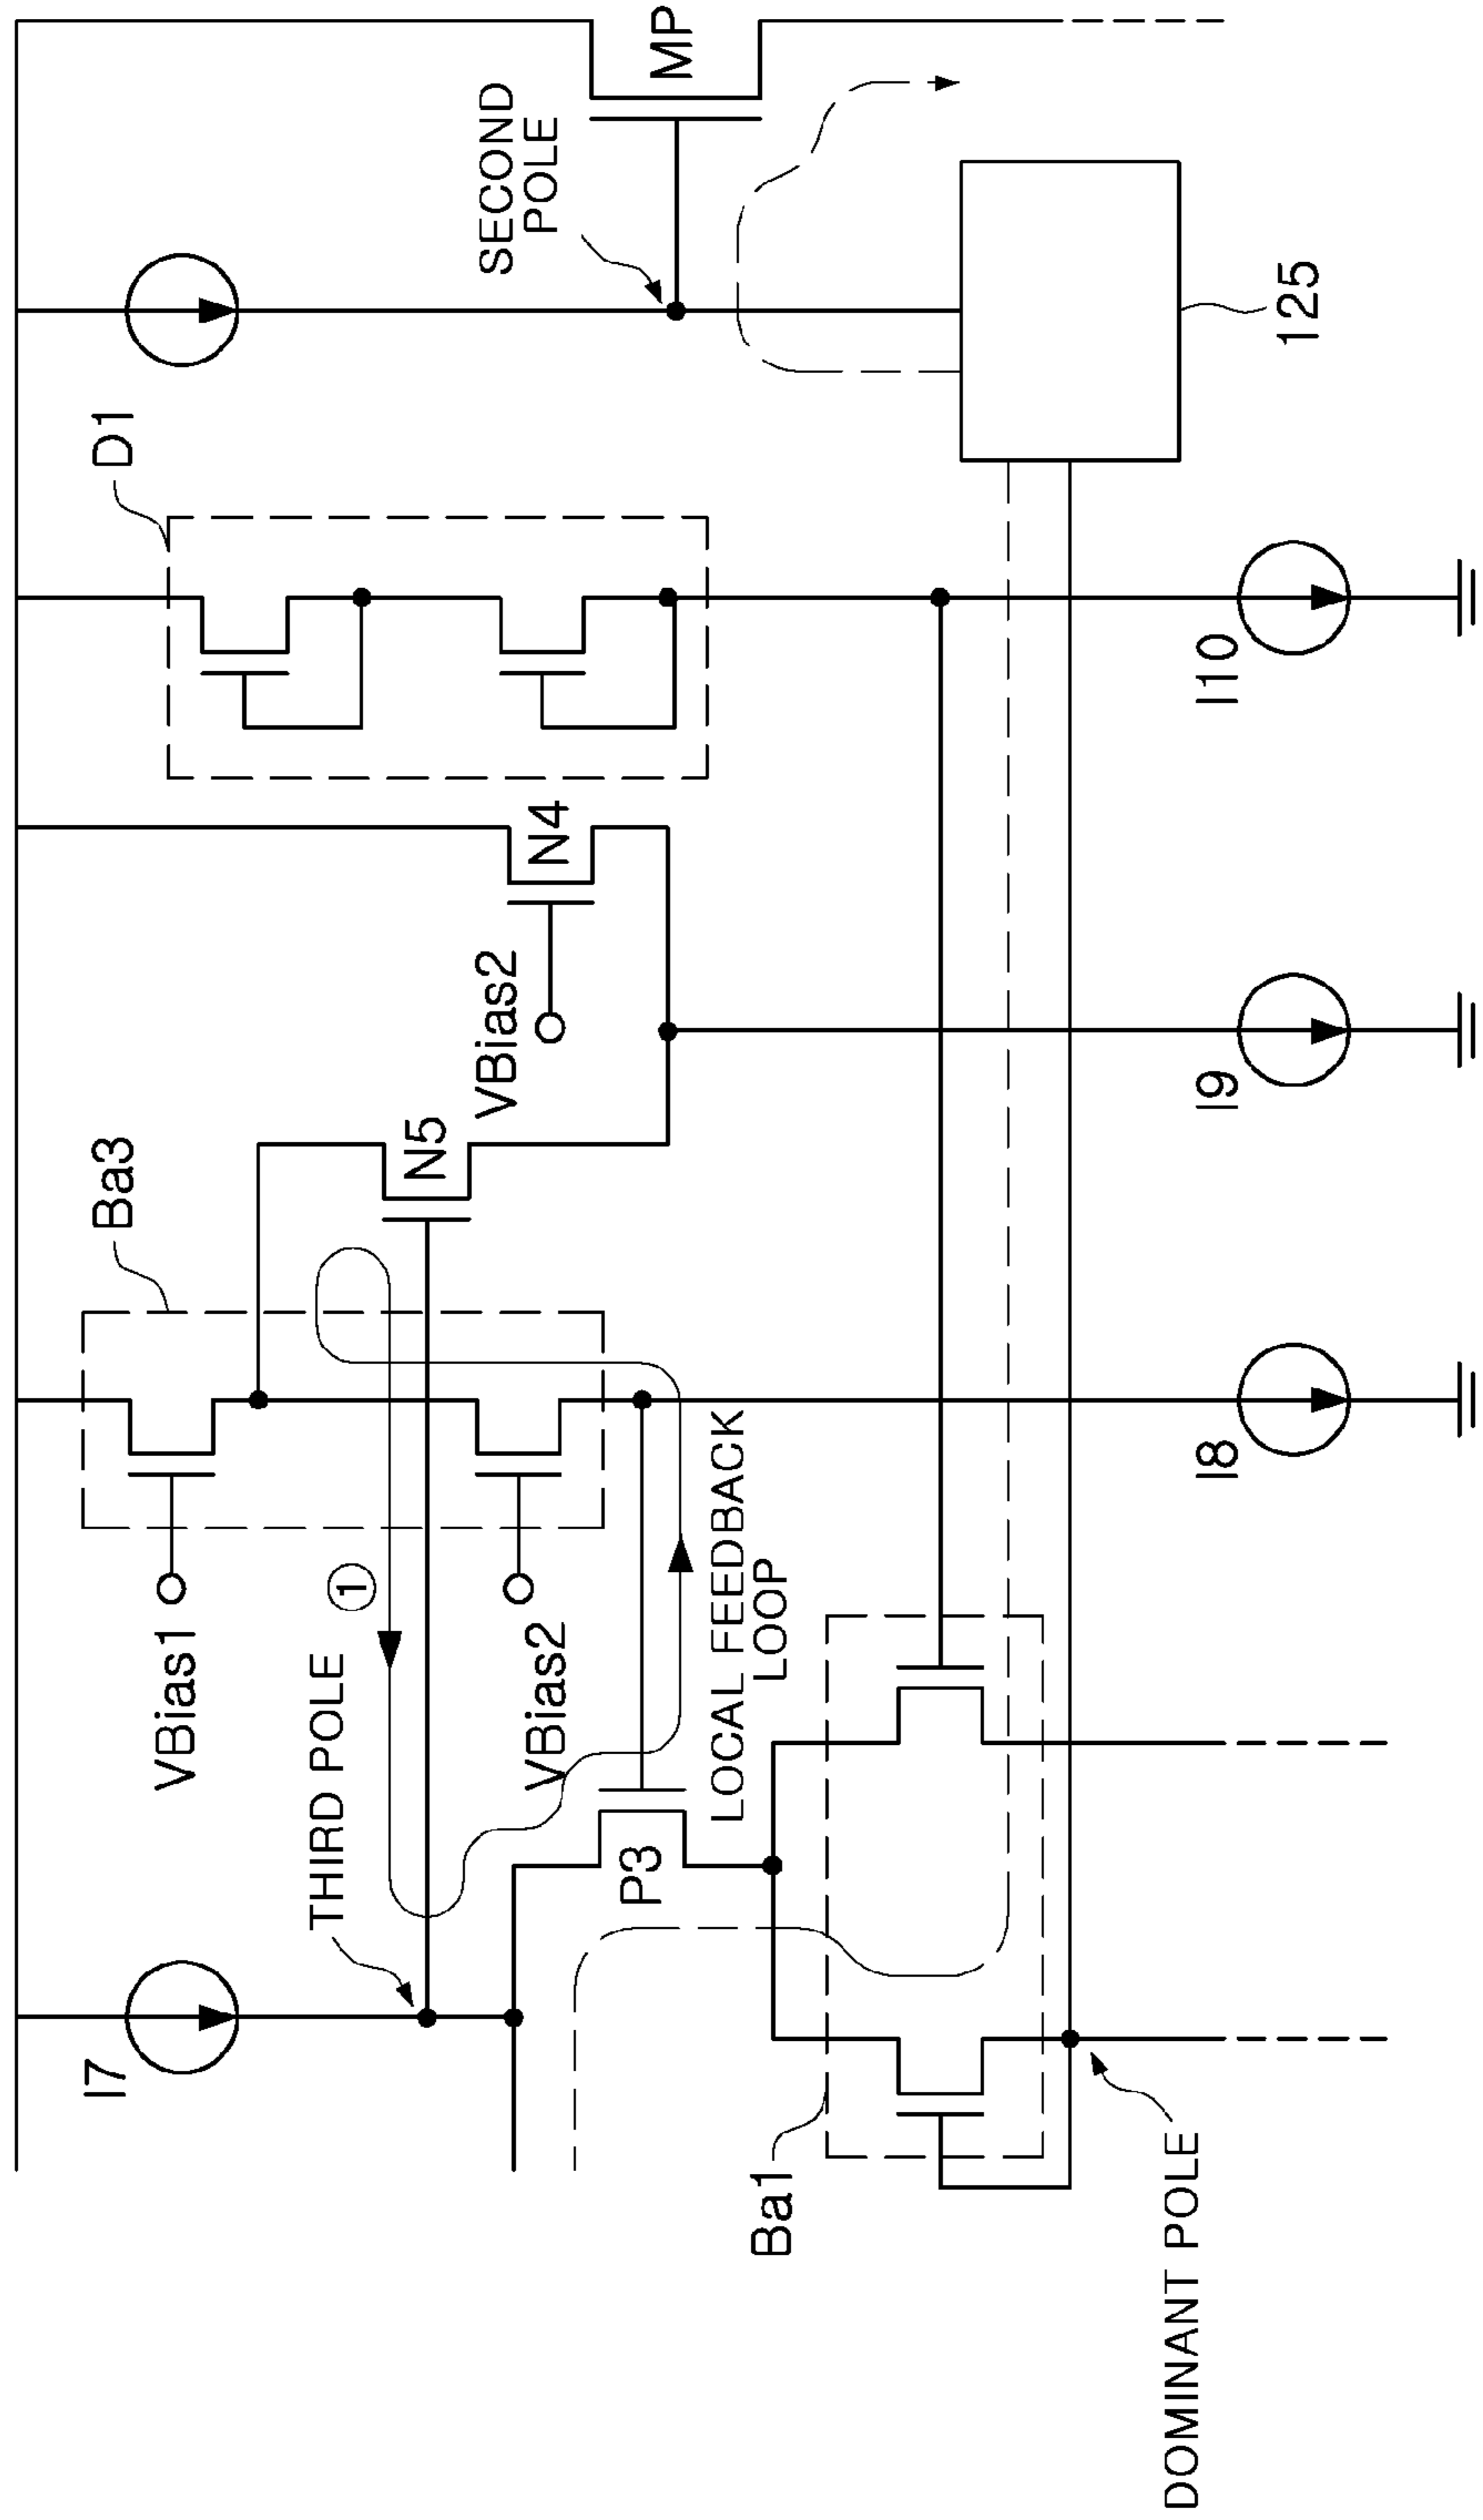 I7
THIRD POLE
VBias1
VBias2
1
Ba3
N5
VBias2
N4
D1
SECOND
POLE
MP
P3
LOCAL FEEDBACK
LOOP
Ba1
DOMINANT POLE
I8
I9
I10
125